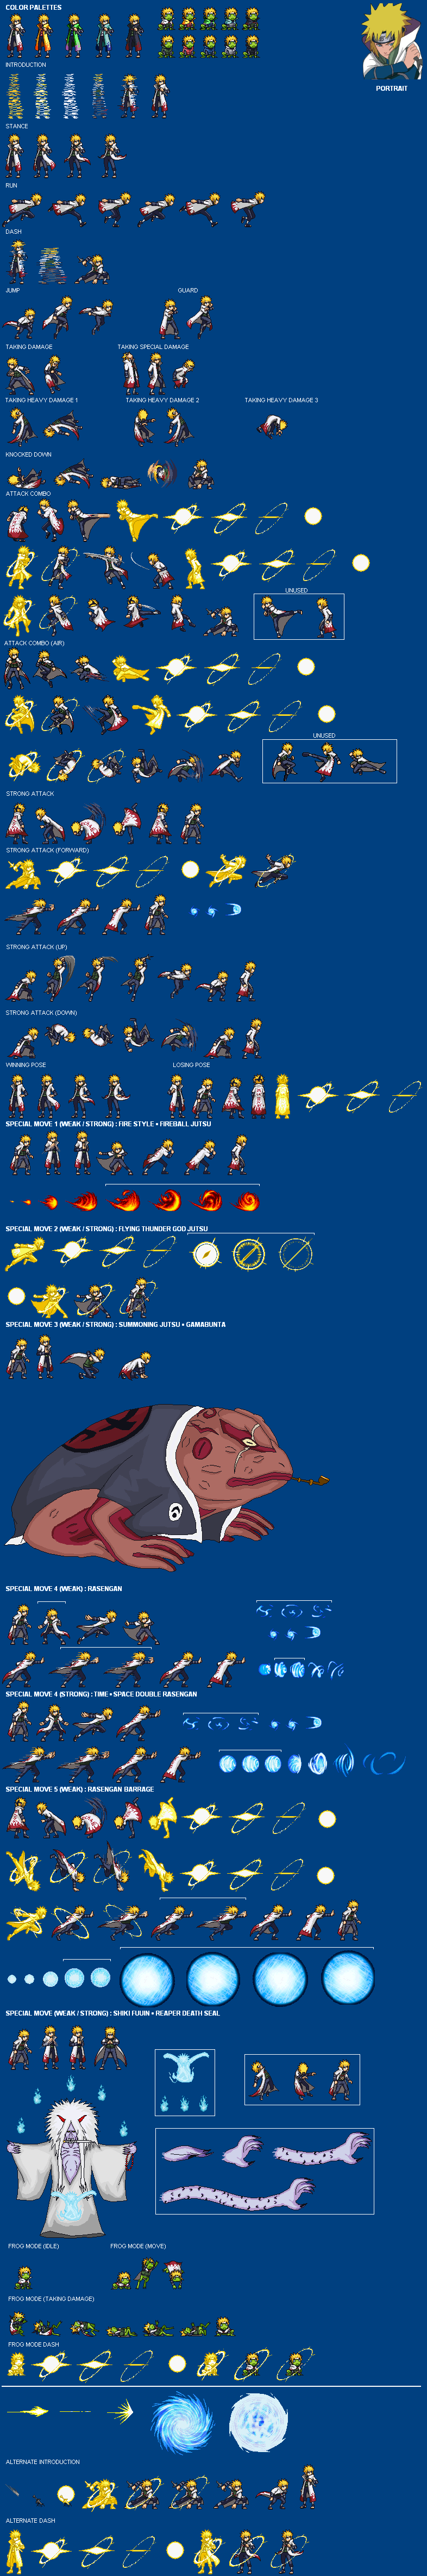 COLOR PALETTES
PORTRAIT
INTRODUCTION
STANCE
RUN
DASH
JUMP
GUARD
TAKING DAMAGE
TAKING SPECIAL DAMAGE
TAKING HEAVY DAMAGE 1
TAKING HEAVY DAMAGE 2
TAKING HEAVY DAMAGE 3
KNOCKED DOWN
ATTACK COMBO
UNUSED
ATTACK COMBO (AIR)
UNUSED
STRONG ATTACK
STRONG ATTACK (FORWARD)
STRONG ATTACK (UP)
STRONG ATTACK (DOWN)
WINNING POSE
LOSING POSE
SPECIAL MOVE 1 (WEAK / STRONG) : FIRE STYLE • FIREBALL JUTSU
SPECIAL MOVE 2 (WEAK / STRONG) : FLYING THUNDER GOD JUTSU
SPECIAL MOVE 3 (WEAK / STRONG) : SUMMONING JUTSU • GAMABUNTA
SPECIAL MOVE 4 (WEAK) : RASENGAN
SPECIAL MOVE 4 (STRONG) : TIME • SPACE DOUBLE RASENGAN
SPECIAL MOVE 5 (WEAK) : RASENGAN BARRAGE
SPECIAL MOVE (WEAK / STRONG) : SHIKI FUJIN • REAPER DEATH SEAL
FROG MODE (IDLE)
FROG MODE (MOVE)
FROG MODE (TAKING DAMAGE)
FROG MODE DASH
ALTERNATE INTRODUCTION
ALTERNATE DASH